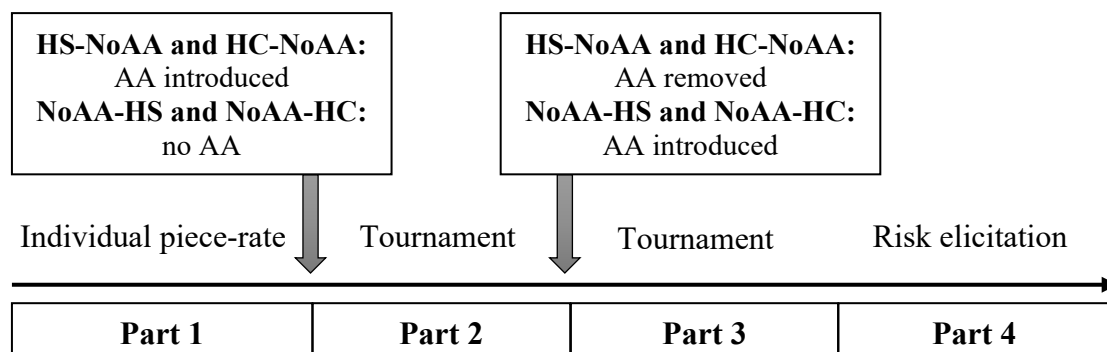 HS-NoAA and HC-NoAA:
AA introduced
NoAA-HS and NoAA-HC:
no AA
HS-NoAA and HC-NoAA:
AA removed
NoAA-HS and NoAA-HC:
AA introduced
Individual piece-rate
Tournament
Tournament
Risk elicitation
Part 1
Part 2
Part 3
Part 4